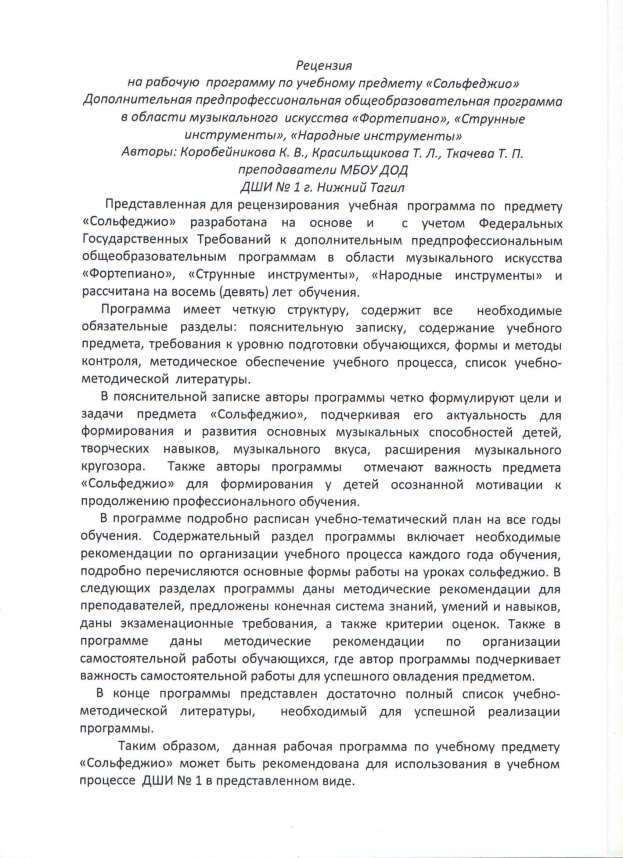 Рецензия
на рабочую программу по учебному предмету «Сольфеджио»
Дополнительная предпрофессиональная общеобразовательная программа
в области музыкального искусства «Фортепиано», «Струнные
инструменты», «Народные инструменты»
Авторы: Коробейникова К. В., Красильщикова Т. Л., Ткачева Т. П.
преподаватели МБОУ ДОД
ДШИ № 1 г. Нижний Тагил
Представленная для рецензирования учебная программа по предмету
«Сольфеджио» разработана на основе и с учетом Федеральных
Государственных Требований к дополнительным предпрофессиональным
общеобразовательным программам в области музыкального искусства
«Фортепиано», «Струнные инструменты», «Народные инструменты» и
рассчитана на восемь (девять) лет обучения.
Программа имеет четкую структуру, содержит все необходимые
обязательные разделы: пояснительную записку, содержание учебного
предмета, требования к уровню подготовки обучающихся, формы и методы
контроля, методическое обеспечение учебного процесса, список учебно-
методической литературы.
В пояснительной записке авторы программы четко формулируют цели и
задачи предмета «Сольфеджио», подчеркивая его актуальность для
формирования и развития основных музыкальных способностей детей,
творческих навыков, музыкального вкуса, расширения музыкального
кругозора. Также авторы программы отмечают важность предмета
«Сольфеджио» для формирования у детей осознанной мотивации к
продолжению профессионального обучения.
В программе подробно расписан учебно-тематический план на все годы
обучения. Содержательный раздел программы включает необходимые
рекомендации по организации учебного процесса каждого года обучения,
подробно перечисляются основные формы работы на уроках сольфеджио. В
следующих разделах программы даны методические рекомендации для
преподавателей, предложены конечная система знаний, умений и навыков,
даны экзаменационные требования, а также критерии оценок. Также в
программе даны методические рекомендации по организации
самостоятельной работы обучающихся, где автор программы подчеркивает
важность самостоятельной работы для успешного овладения предметом.
В конце программы представлен достаточно полный список учебно-
методической литературы, необходимый для успешной реализации
программы.
Таким образом, данная рабочая программа по учебному предмету
«Сольфеджио» может быть рекомендована для использования в учебном
процессе ДШИ № 1 в представленном виде.